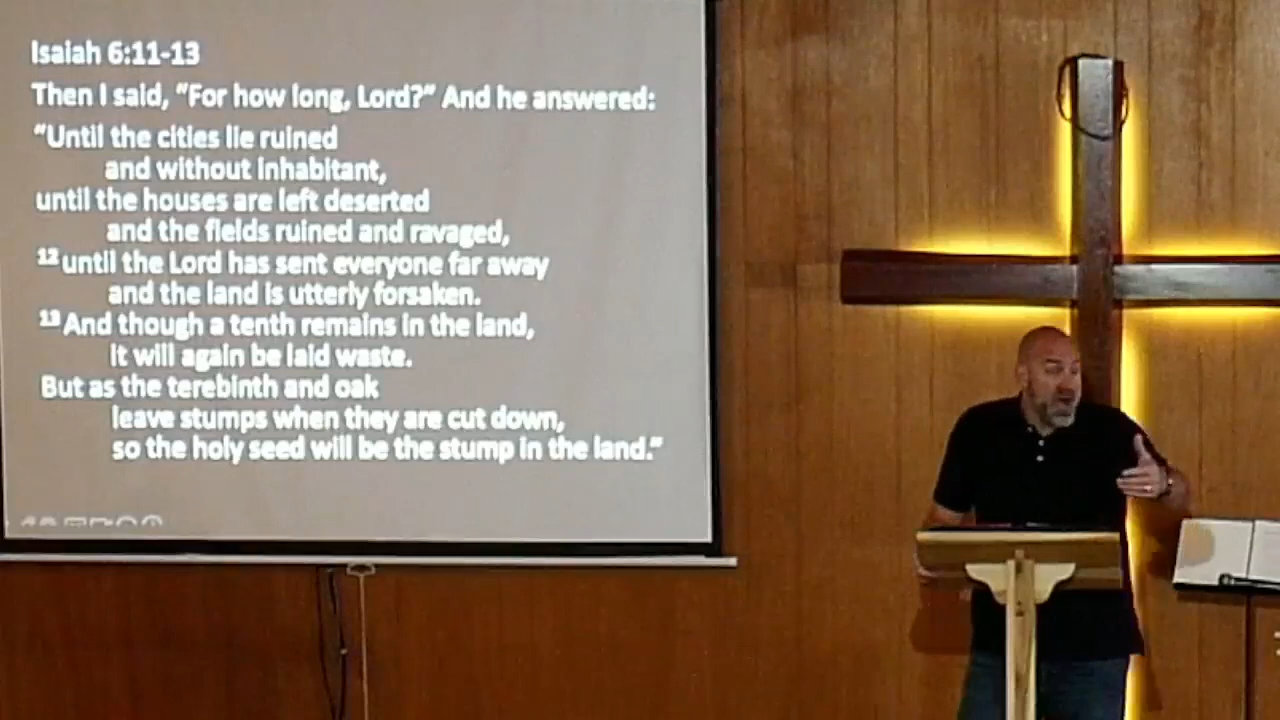 Isaiah 6:11-13
Then I said, “For how long, Lord?” And he answered:
“Until the cities lie ruined
and without inhabitant,
until the houses are left deserted
and the fields ruined and ravaged,
12 until the Lord has sent everyone far away
and the land is utterly forsaken.
13 And though a tenth remains in the land,
it will again be laid waste.
But as the terebinth and oak
leave stumps when they are cut down,
so the holy seed will be the stump in the land.”